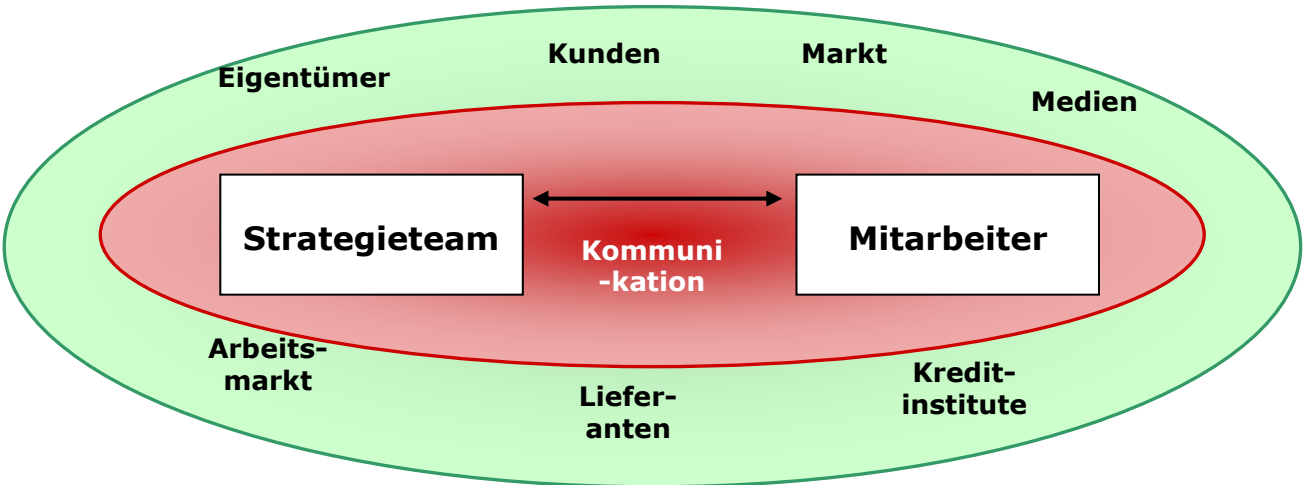 Kunden
Markt
Eigentümer
Medien
Strategieteam
Kommuni
-kation
Mitarbeiter
Arbeits-
markt
Liefer-
anten
Kredit-
institute